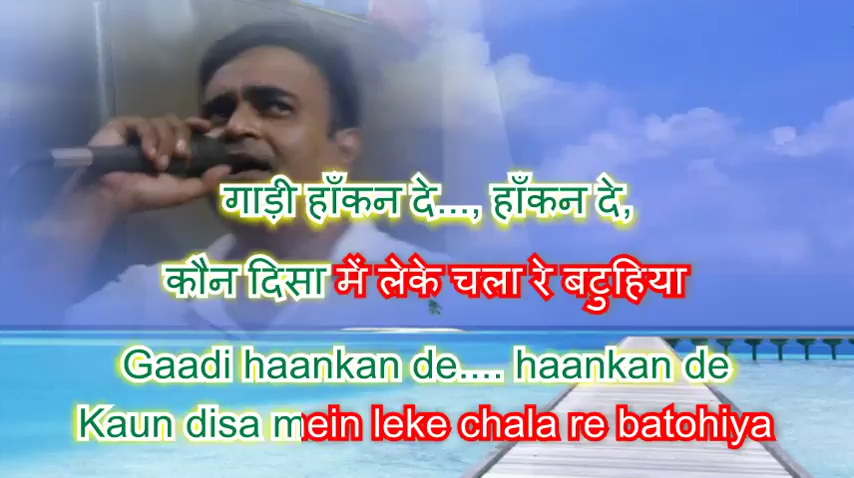 गाड़ी हाँकन दे..., हाँकन दे,
कौन दिसा में लेके चला रे बटुहिया
Gaadi haankan de.... haankan de
Kaun disa mein leke chala re batohiya